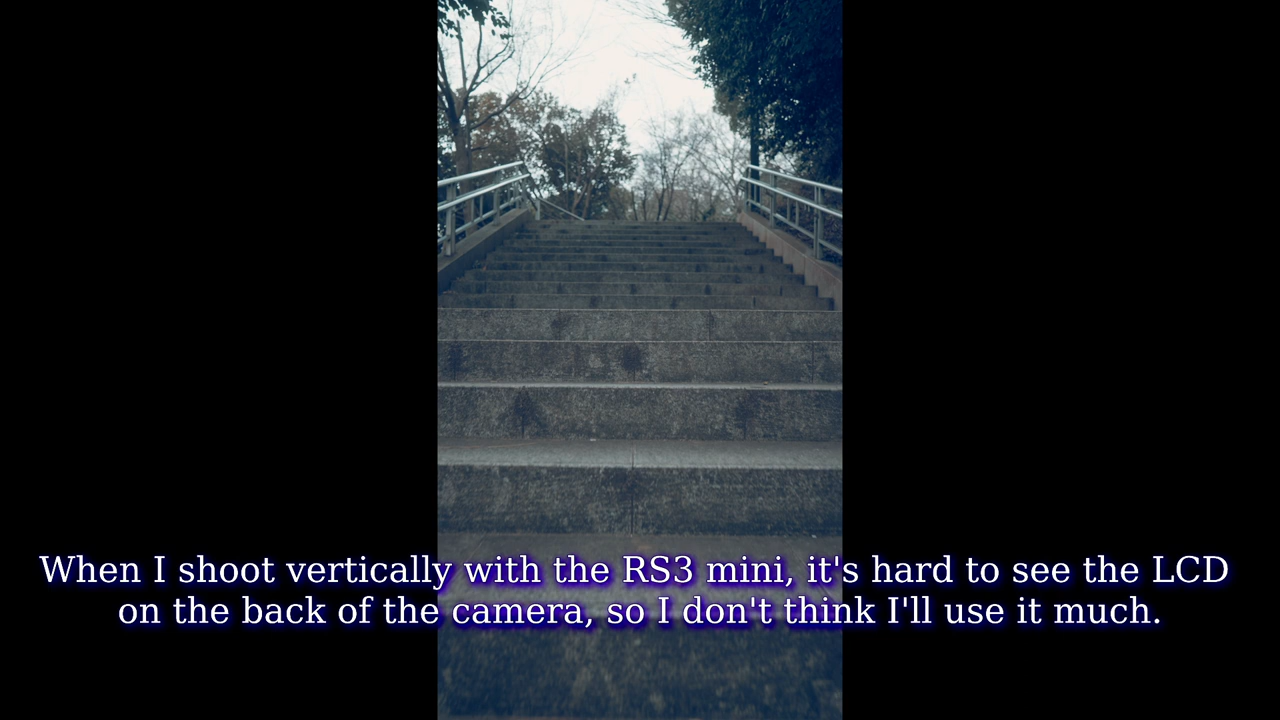 When I shoot vertically with the RS3 mini, it's hard to see the LCD
on the back of the camera, so I don't think I'll use it much.